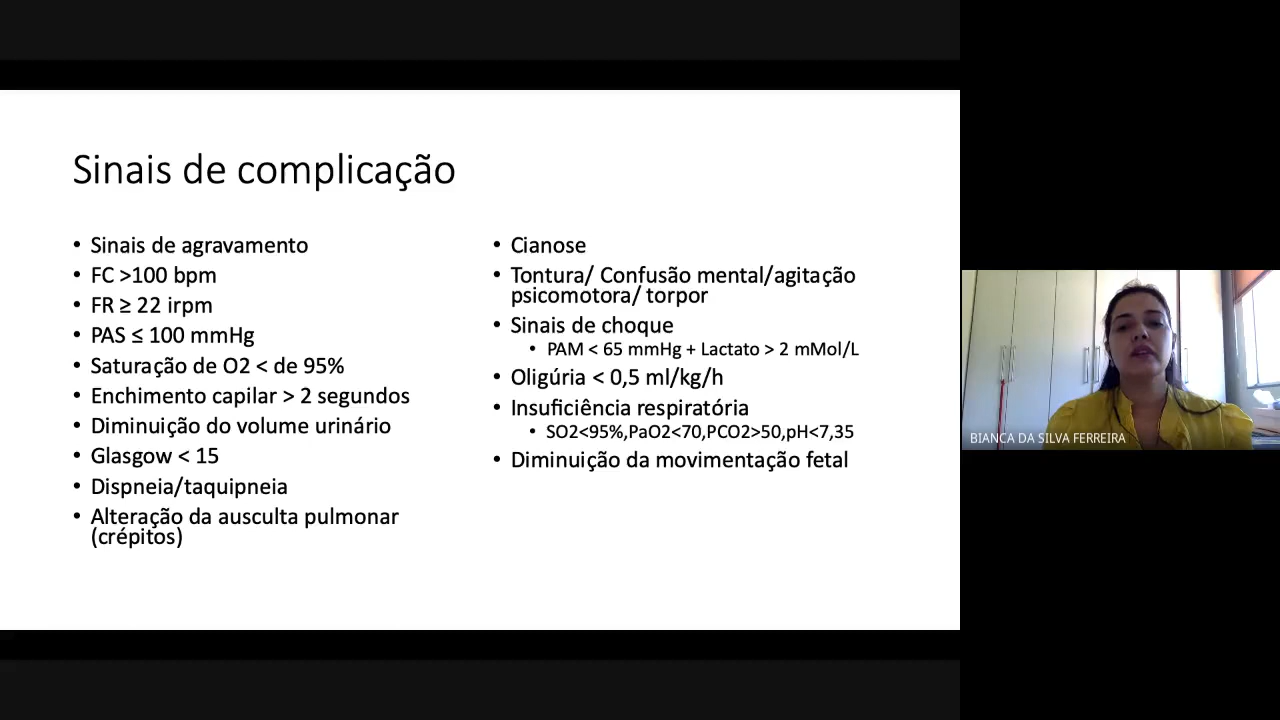 Sinais de complicação
• Sinais de agravamento
• FC >100 bpm
• FR ≥ 22 irpm
• PAS ≤ 100 mmHg
• Saturação de O2 < de 95%
• Enchimento capilar > 2 segundos
• Diminuição do volume urinário
• Glasgow < 15
• Dispneia/taquipneia
• Alteração da ausculta pulmonar
(crépitos)
• Cianose
• Tontura/ Confusão mental/agitação
psicomotora/ torpor
• Sinais de choque
• PAM < 65 mmHg + Lactato > 2 mMol/L
• Oligúria < 0,5 ml/kg/h
• Insuficiência respiratória
• SO2<95%,PaO2<70,PCO2>50,pH<7,35
• Diminuição da movimentação fetal
BIANCA DA SILVA FERREIRA